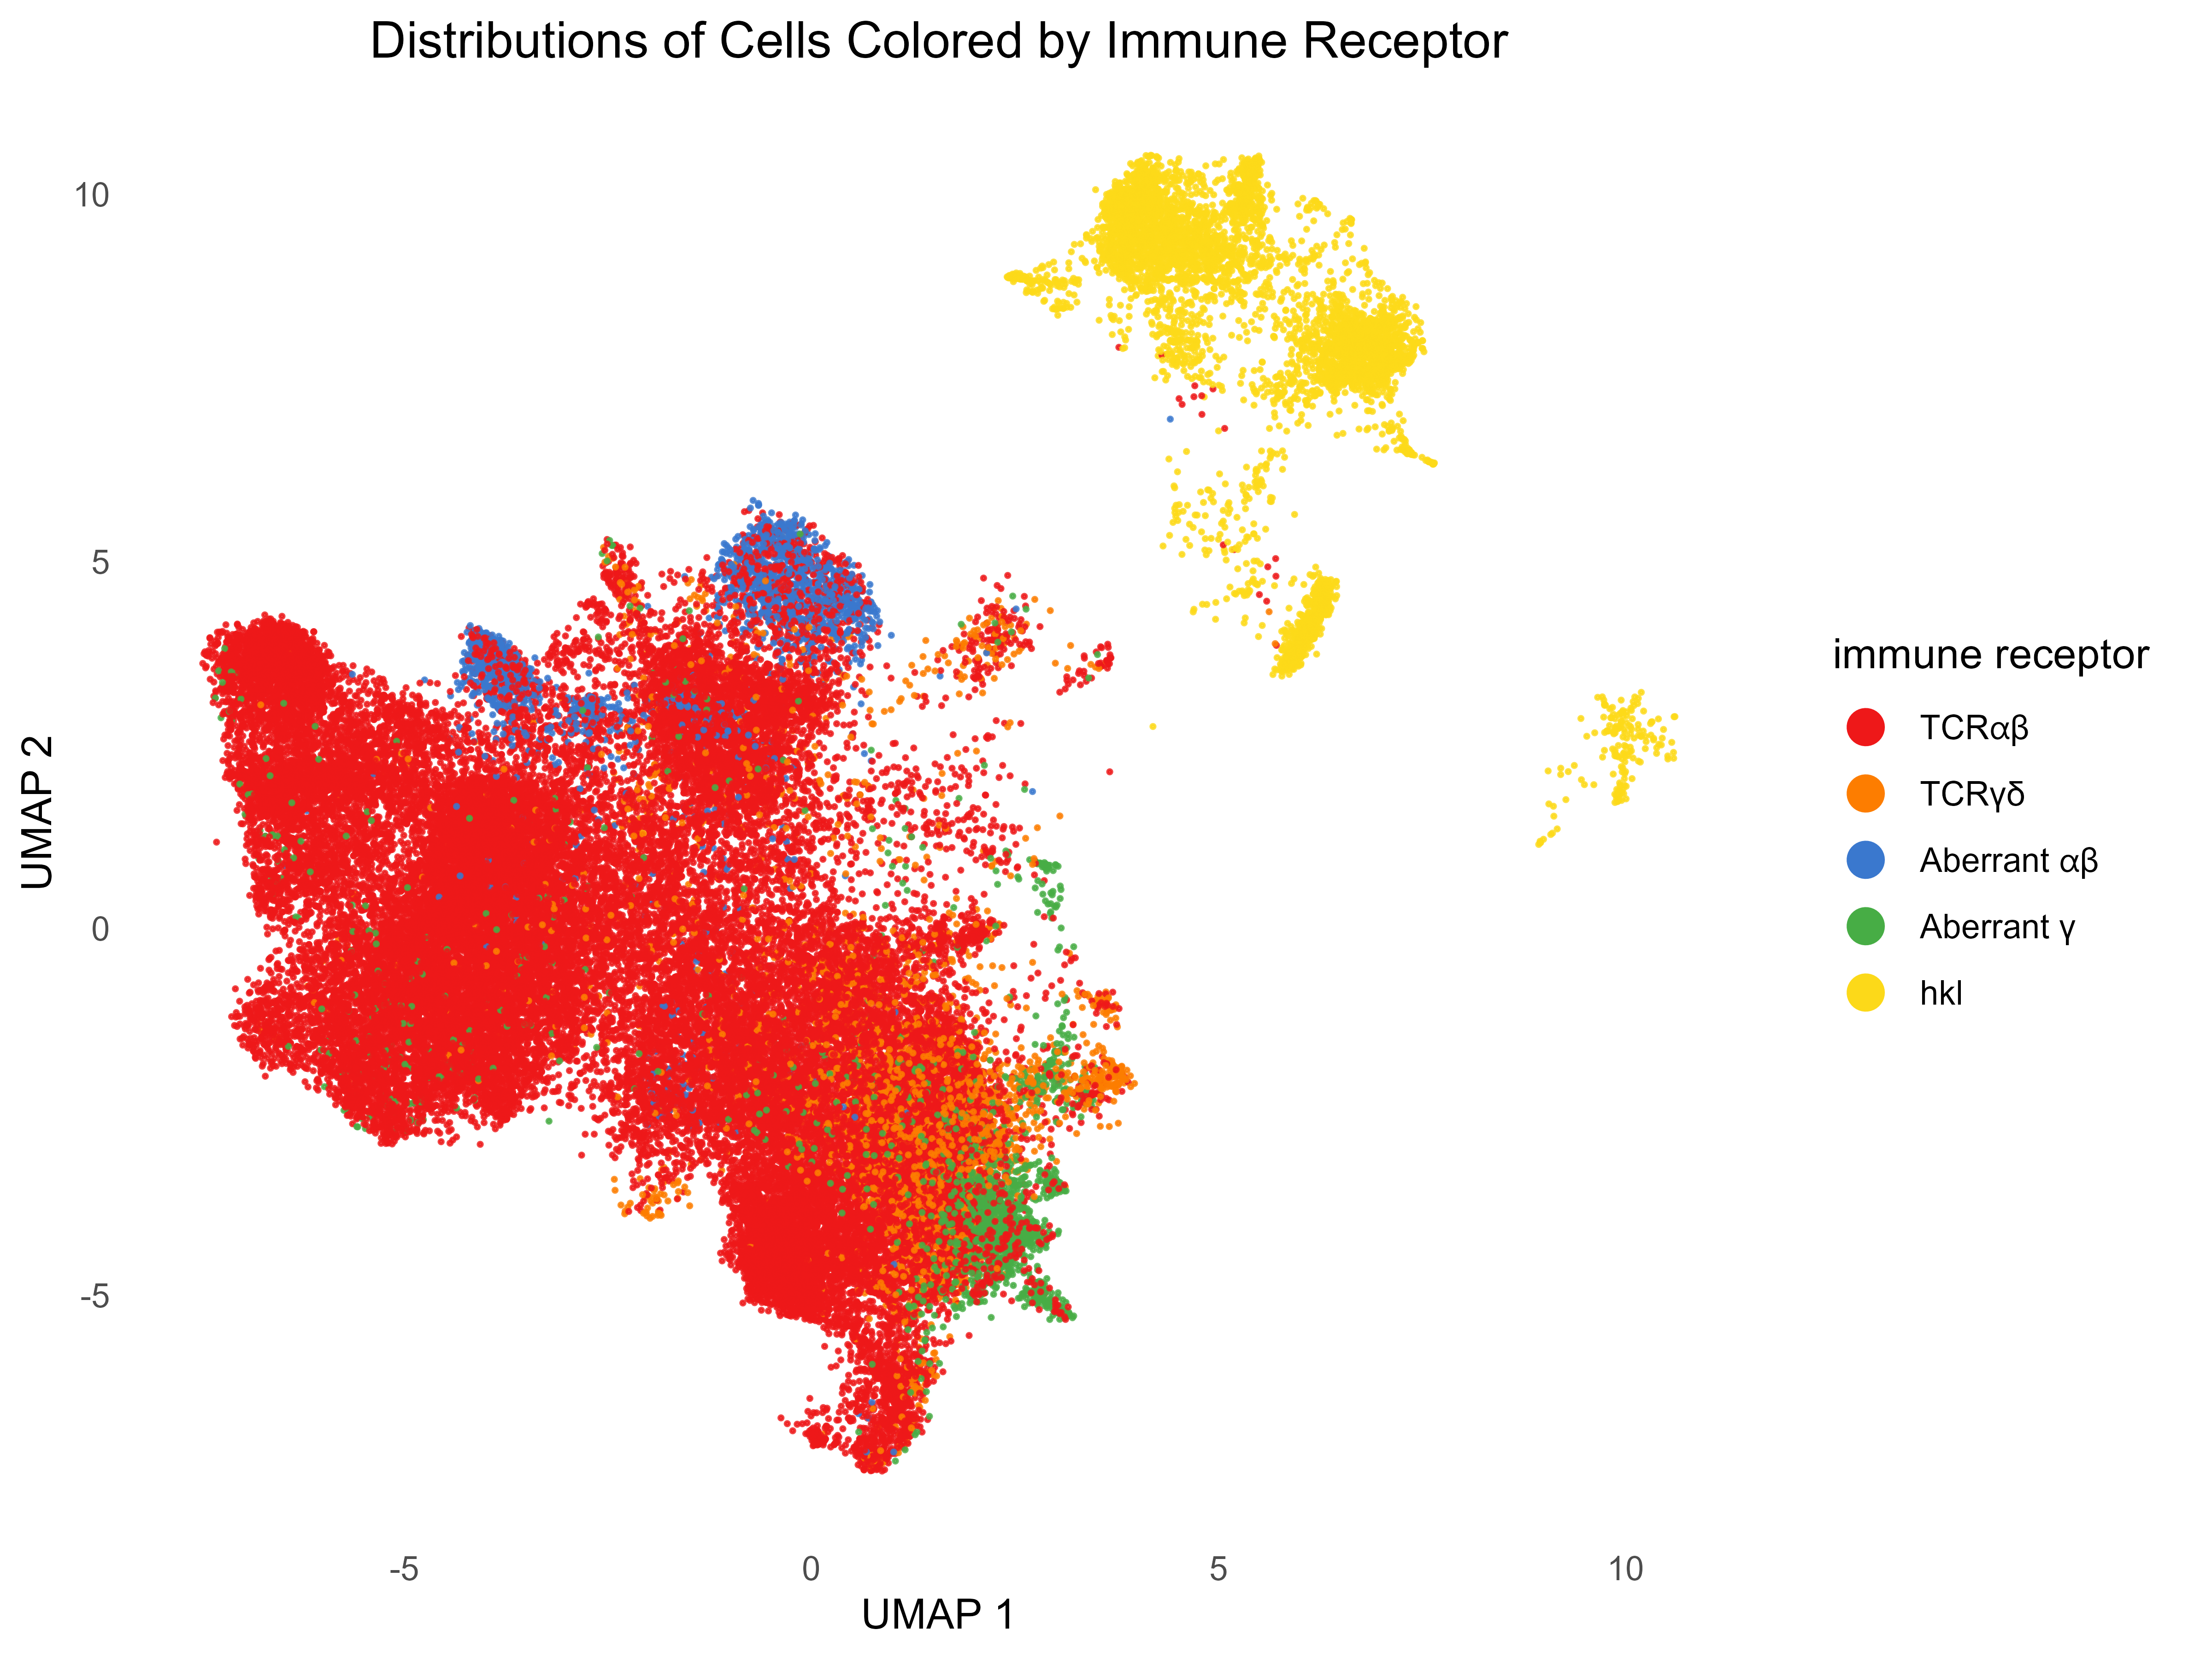 Distributions of Cells Colored by Immune Receptor
10
5
0
-5
UMAP 2
-5 0 5 10
UMAP 1
immune receptor
TCRαβ
TCRγδ
Aberrant αβ
Aberrant γ
hkl